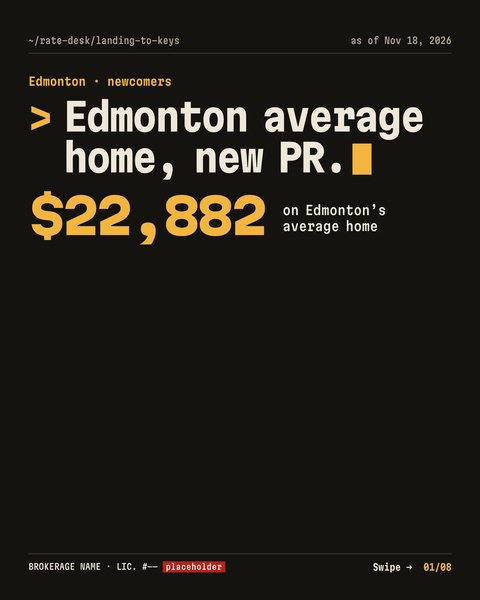 ~/rate-desk/landing-to-keys
as of Nov 18, 2026
Edmonton · newcomers
> Edmonton average
home, new PR.
$22,882
on Edmonton’s
average home
BROKERAGE NAME · LIC. #—— placeholder
Swipe → 01/08